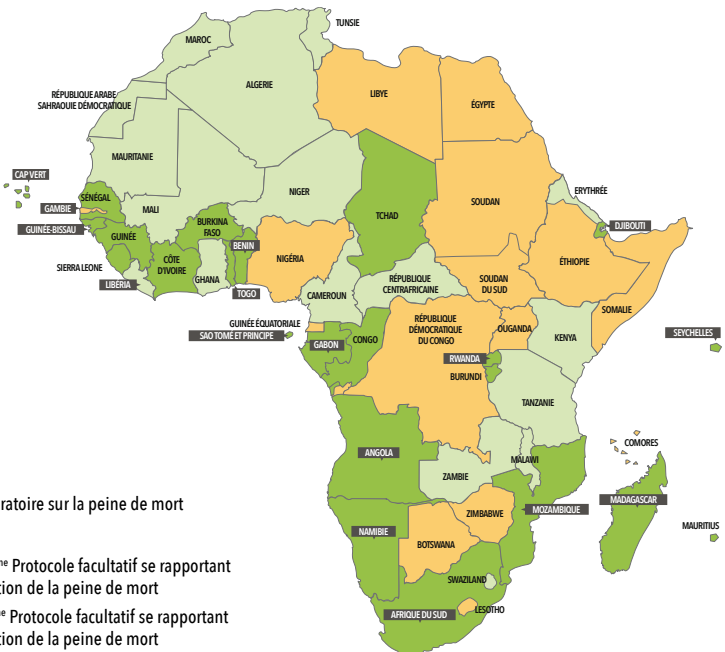 TUNSIE
MAROC
ALGERIE
LIBYE
ÉGYPTE
RÉPUBLIQUE ARABE
SAHRAOUIE DÉMOCRATIQUE
MAURITANIE
CAP VERT
SÉNÉGAL
GAMBIE
GUINÉE-BISSAU
MALI
NIGER
TCHAD
SOUDAN
ERYTHRÉE
DJIBOUTI
GUINÉE
BURKINA
FASO
BENIN
NIGÉRIA
SIERRA LEONE
LIBÉRIA
CÔTE
D'IVOIRE
GHANA
TOGO
CAMEROUN
RÉPUBLIQUE
CENTRAFRICAINE
SOUDAN
DU SUD
ÉTHIOPIE
SOMALIE
GUINÉE ÉQUATORIALE
SAO TOMÉ ET PRINCIPE
GABON
CONGO
RÉPUBLIQUE
DÉMOCRATIQUE
DU CONGO
OUGANDA
KENYA
SEYCHELLES
RWANDA
BURUNDI
TANZANIE
ANGOLA
ZAMBIE
MALAWI
COMORES
MADAGASCAR
MOZAMBIQUE
MAURITIUS
ZIMBABWE
NAMIBIE
BOTSWANA
SWAZILAND
LESOTHO
AFRIQUE DU SUD
ratoire sur la peine de mort
ne Protocole facultatif se rapportant
tion de la peine de mort
ne Protocole facultatif se rapportant
tion de la peine de mort